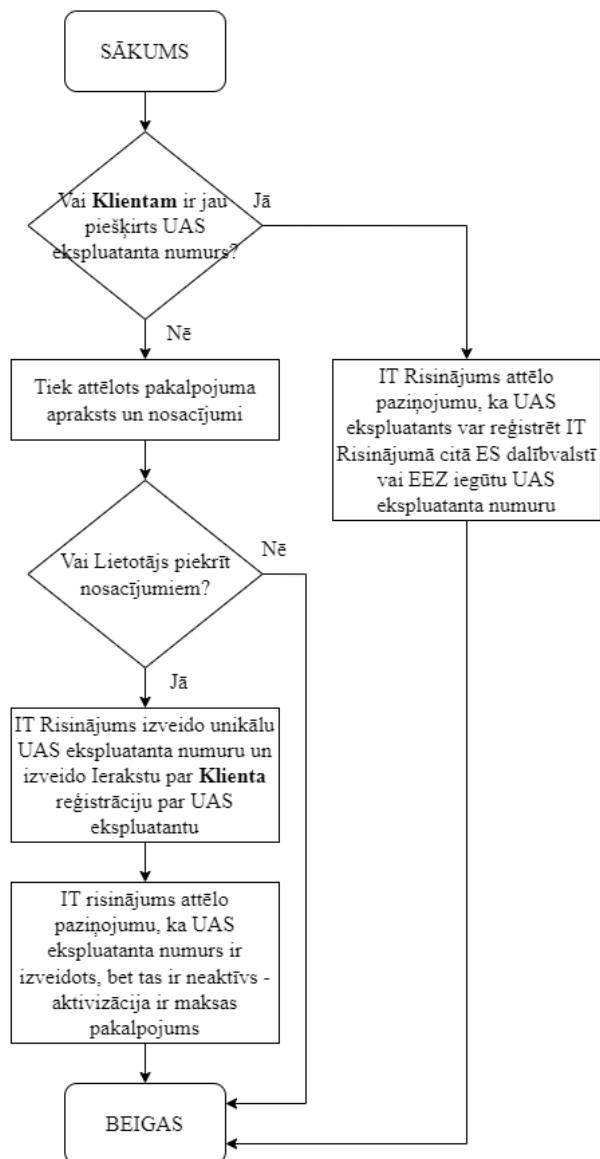 SĀKUMS
Vai Klientam ir jau
piešķirts UAS
ekspluatanta numurs?
Jā
Nē
Tiek attēlots pakalpojuma
apraksts un nosacījumi
IT Risinājums attēlo
paziņojumu, ka UAS
ekspluatants var reģistrēt IT
Risinājumā citā ES dalībvalstī
vai EEZ iegūtu UAS
ekspluatanta numuru
Vai Lietotājs piekrīt
nosacījumiem?
Nē
Jā
IT Risinājums izveido unikālu
UAS ekspluatanta numuru un
izveido Ierakstu par Klienta
reģistrāciju par UAS
ekspluatantu
IT risinājums attēlo
paziņojumu, ka UAS
ekspluatanta numurs ir
izveidots, bet tas ir neaktīvs -
aktivizācija ir maksas
pakalpojums
BEIGAS